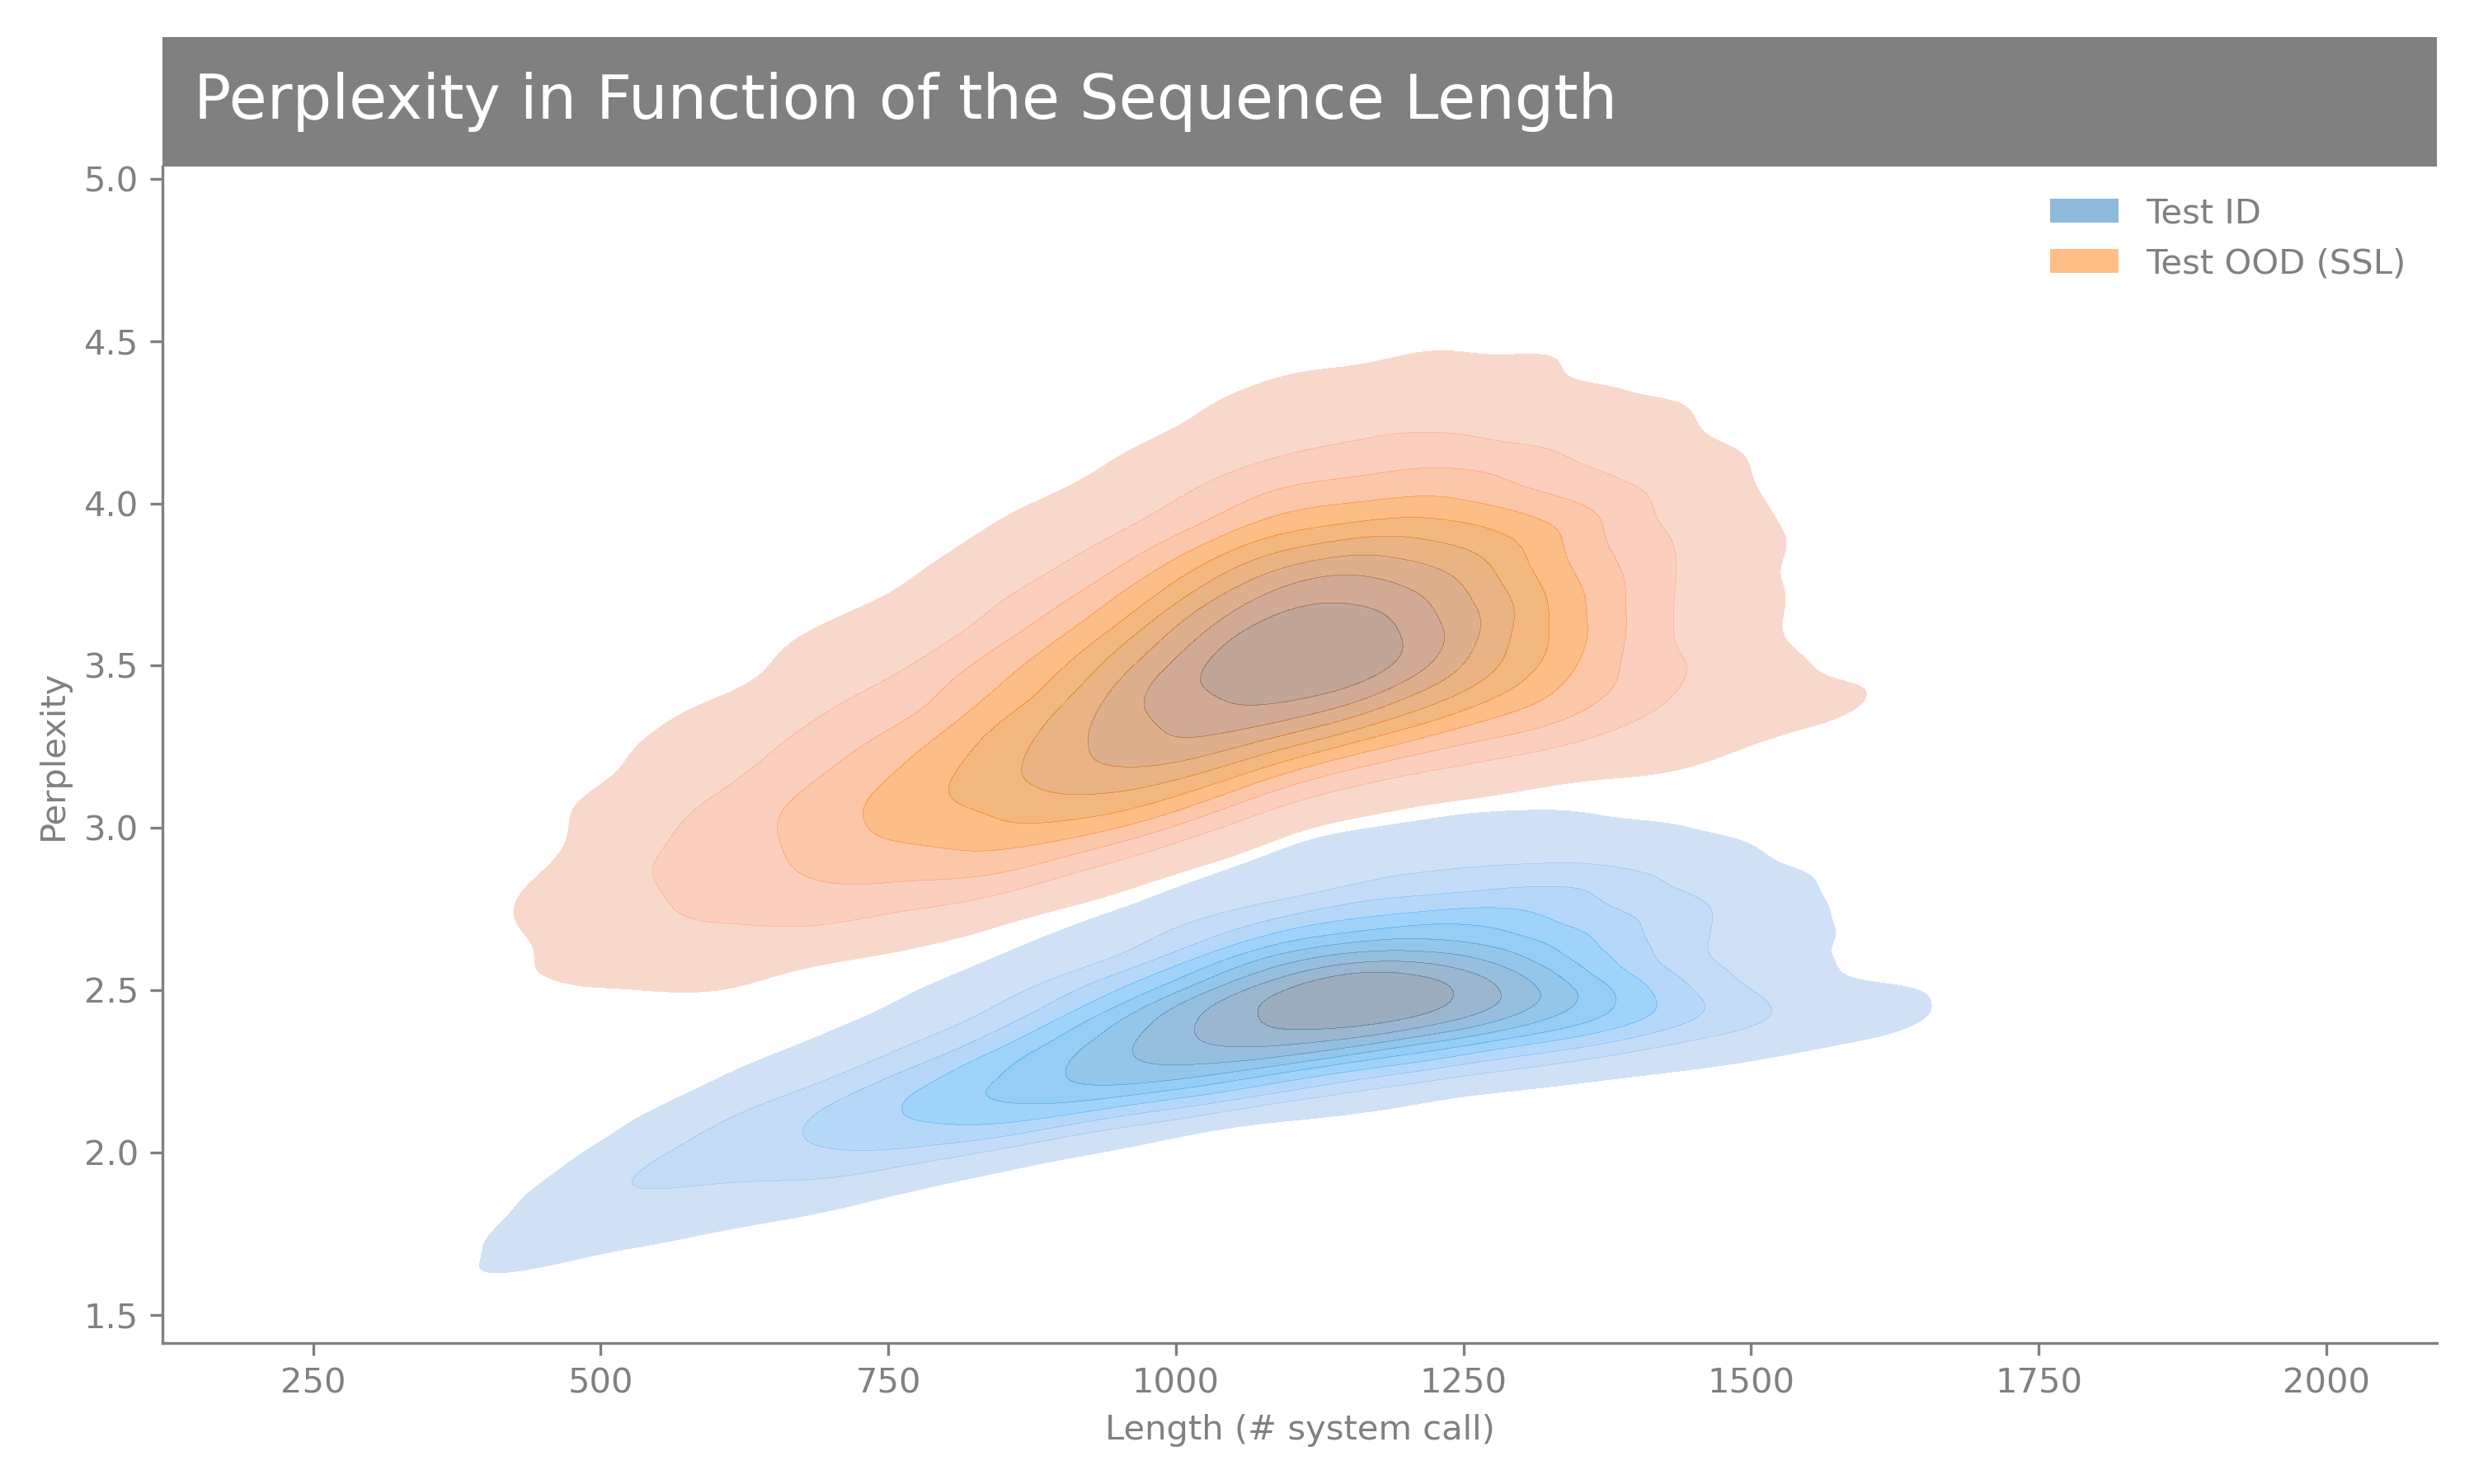 Perplexity in Function of the Sequence Length
Test ID
Test OOD (SSL)
5.0
4.5
4.0
3.5
3.0
2.5
2.0
1.5
Perplexity
250 500 750 1000 1250 1500 1750 2000
Length (# system call)